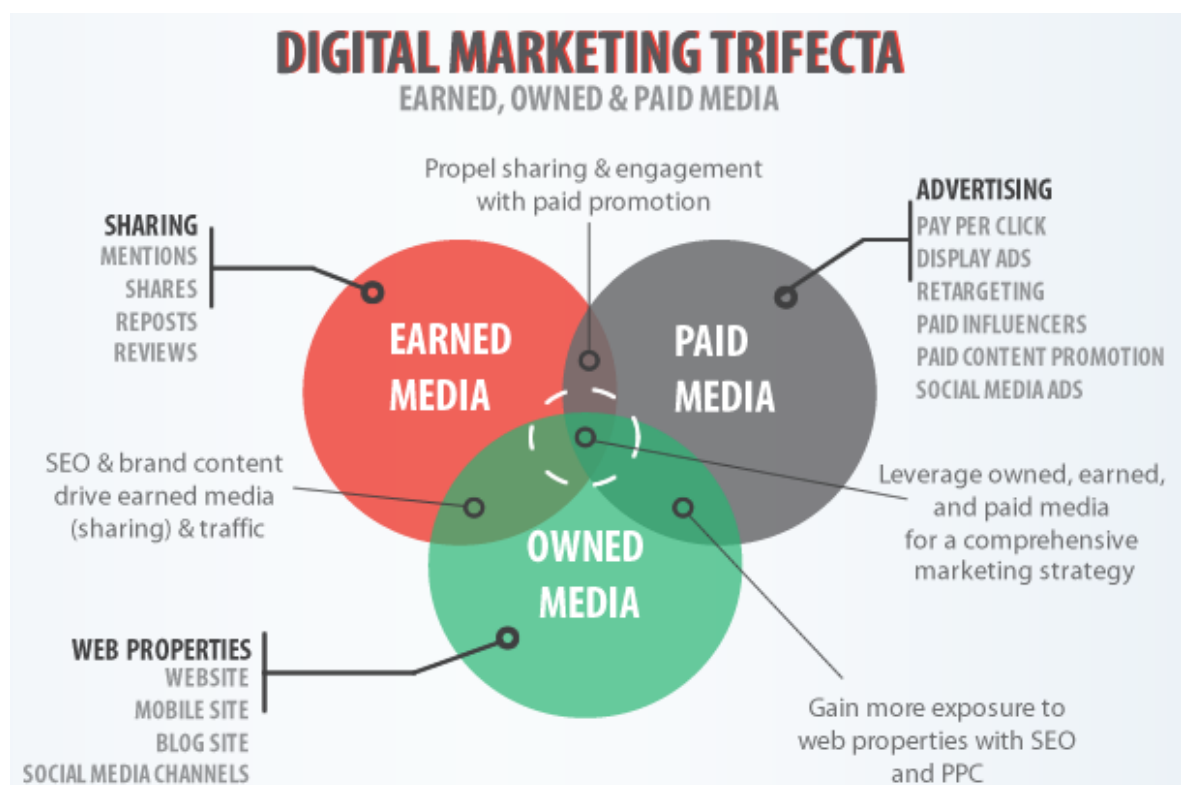 DIGITAL MARKETING TRIFECTA
EARNED, OWNED & PAID MEDIA
Propel sharing & engagement
with paid promotion
SHARING
MENTIONS
SHARES
REPOSTS
REVIEWS
ADVERTISING
PAY PER CLICK
DISPLAY ADS
RETARGETING
PAID INFLUENCERS
PAID CONTENT PROMOTION
SOCIAL MEDIA ADS
EARNED
MEDIA
PAID
MEDIA
SEO & brand content
drive earned media
(sharing) & traffic
Leverage owned, earned,
and paid media
for a comprehensive
marketing strategy
OWNED
MEDIA
WEB PROPERTIES
WEBSITE
MOBILE SITE
BLOG SITE
SOCIAL MEDIA CHANNELS
Gain more exposure to
web properties with SEO
and PPC